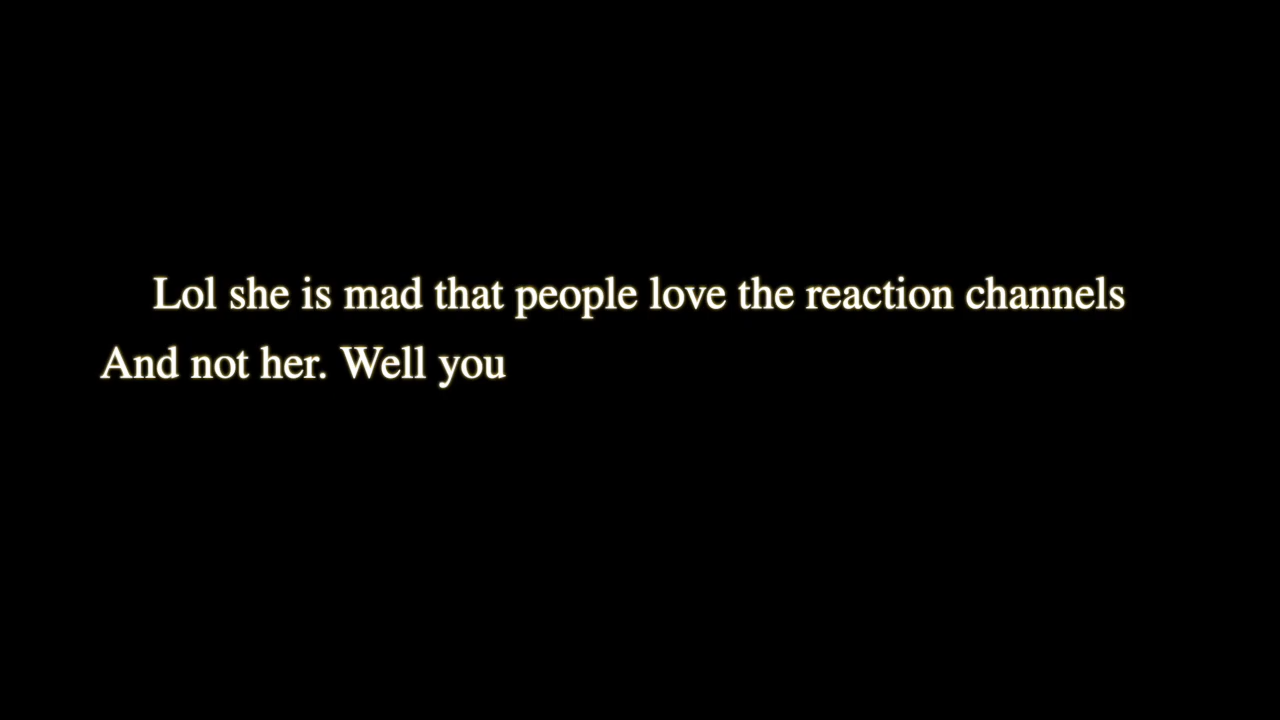 Lol she is mad that people love the reaction channels
And not her. Well you